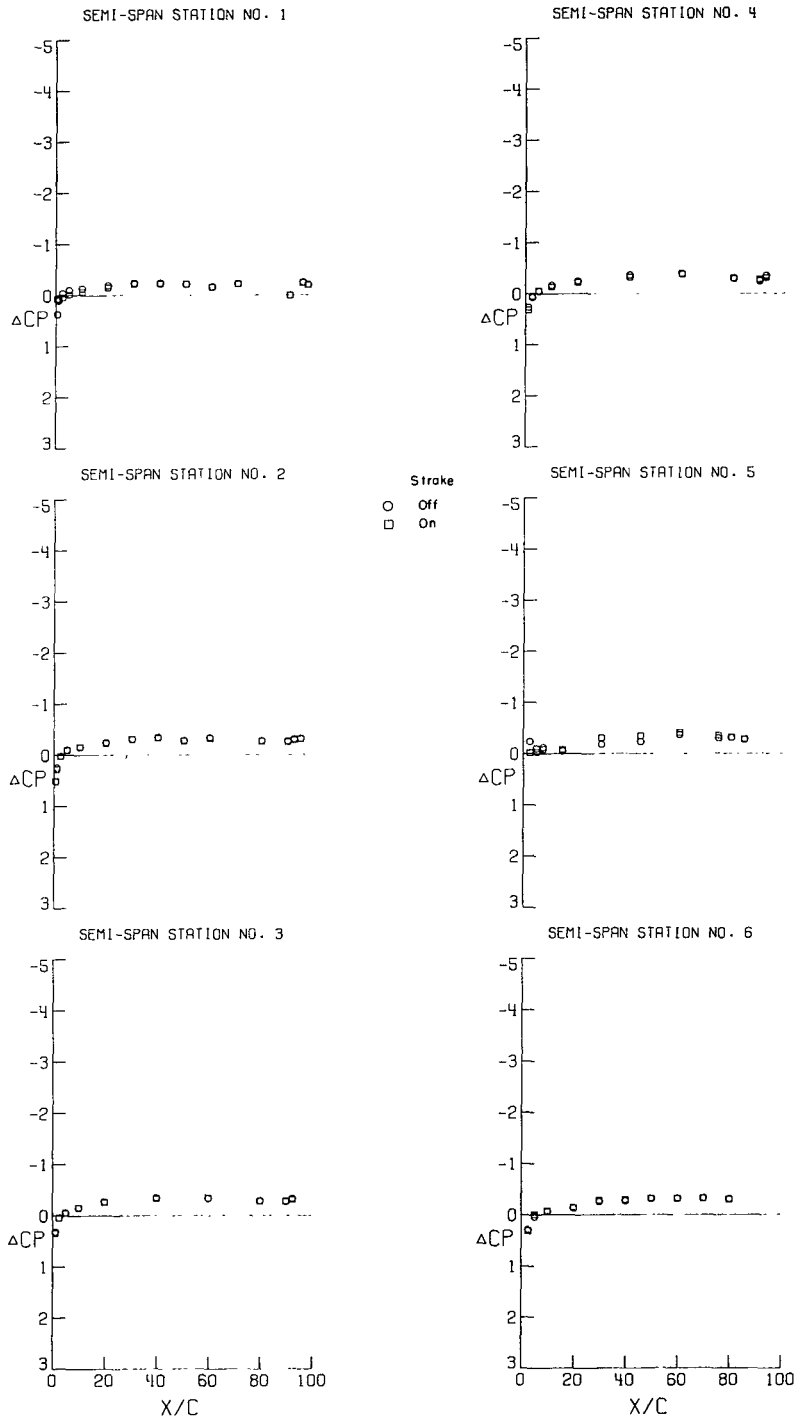 SEMI-SPAN STATION NO. 1
-5
-4
-3
-2
-1
0
ΔCP
1
2
3
SEMI-SPAN STATION NO. 4
-5
-4
-3
-2
-1
0
ΔCP
1
2
3
SEMI-SPAN STATION NO. 2
-5
-4
-3
-2
-1
0
ΔCP
1
2
3
Strake
Off
On
SEMI-SPAN STATION NO. 5
-5
-4
-3
-2
-1
0
ΔCP
1
2
3
SEMI-SPAN STATION NO. 3
-5
-4
-3
-2
-1
0
ΔCP
1
2
3
0 20 40 60 80 100
X/C
SEMI-SPAN STATION NO. 6
-5
-4
-3
-2
-1
0
ΔCP
1
2
3
0 20 40 60 80 100
X/C